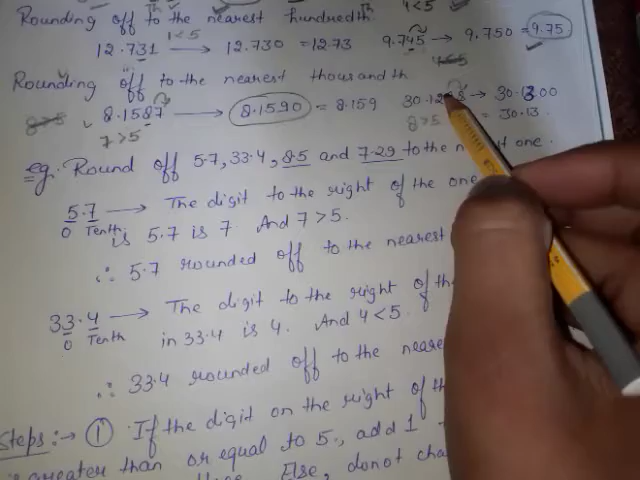 Rounding off to the nearest hundredth 4<5
1<5
12.731 → 12.730 = 12.73 9.745 → 9.750 = 9.75
Rounding off to the nearest thousandth
8.1587 → 8.1590 = 8.159 30.12 → 30.1300
7>5 8>5 = 30.13.
eg. Round off 5.7, 33.4, 8.5 and 7.29 to the one.
5.7 → The digit to the right of the one
O Tenth is 5.7 is 7. And 7>5.
∴ 5.7 rounded off to the nearest
33.4 → The digit to the right of the
O Tenth in 33.4 is 4. And 4<5.
∴ 33.4 rounded off to the neare
Steps :→ ① If the digit on the right of th
is greater than or equal to 5, add 1
Else, donot cha